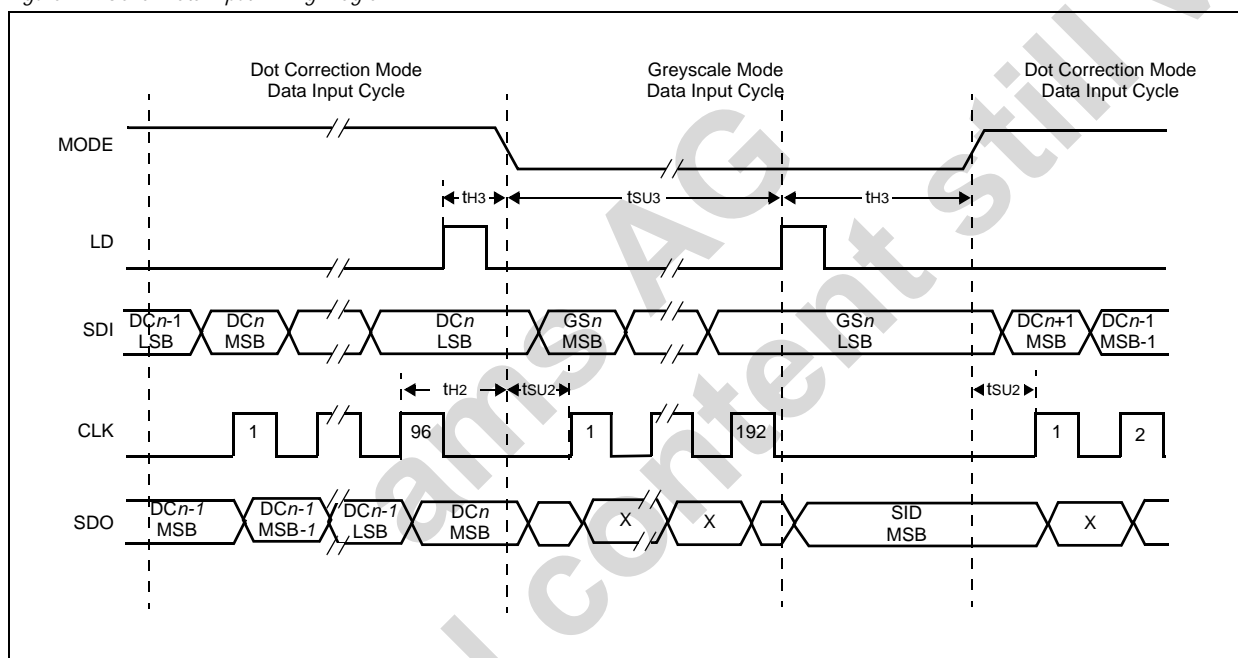 Dot Correction Mode
Data Input Cycle
Greyscale Mode
Data Input Cycle
Dot Correction Mode
Data Input Cycle
MODE
tH3
tSU3
tH3
LD
SDI
DCn-1
LSB
DCn
MSB
DCn
LSB
GSn
MSB
GSn
LSB
DCn+1
MSB
DCn-1
MSB-1
tH2
tSU2
tSU2
CLK
1
96
1
192
1
2
SDO
DCn-1
MSB
DCn-1
MSB-1
DCn-1
LSB
DCn
MSB
X
X
SID
MSB
X
ams AG
content still